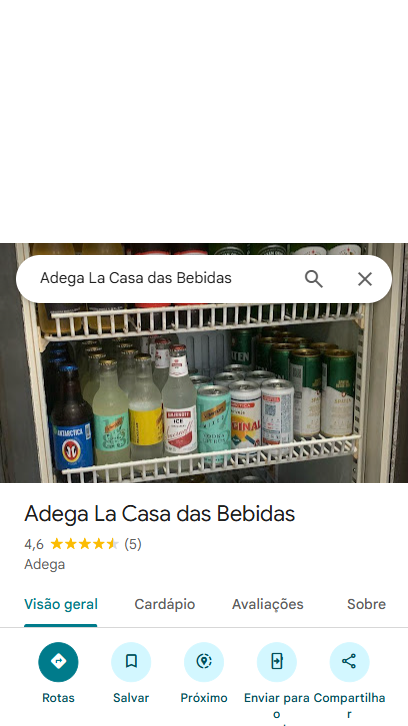 Adega La Casa das Bebidas
ANTARCTICA
SMIRNOFF
ICE
Adega La Casa das Bebidas
4,6 (5)
Adega
Visão geral Cardápio Avaliações Sobre
Rotas Salvar Próximo Enviar para o Compartilhar